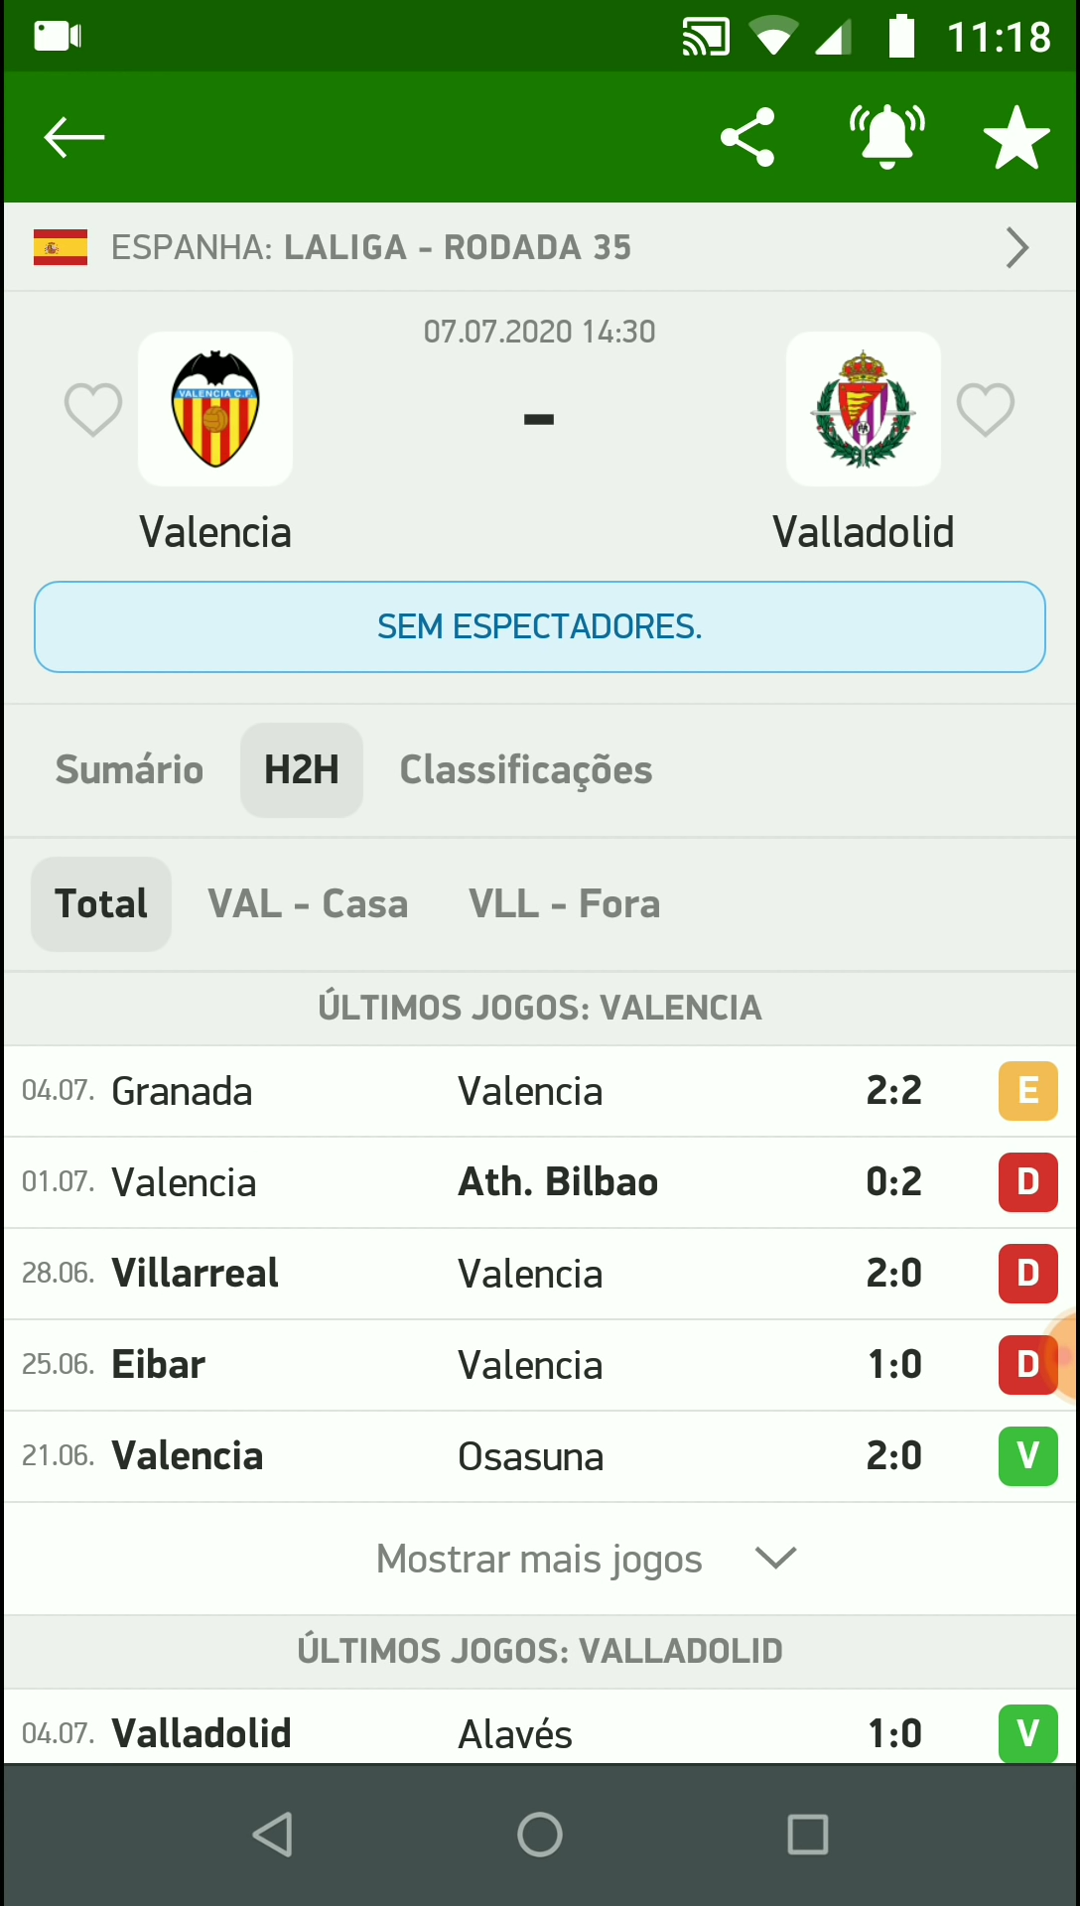 11:18
ESPANHA: LALIGA - RODADA 35
07.07.2020 14:30
VALENCIA C.F.
-
Valencia Valladolid
SEM ESPECTADORES.
Sumário H2H Classificações
Total VAL - Casa VLL - Fora
ÚLTIMOS JOGOS: VALENCIA
04.07. Granada Valencia 2:2 E
01.07. Valencia Ath. Bilbao 0:2 D
28.06. Villarreal Valencia 2:0 D
25.06. Eibar Valencia 1:0 D
21.06. Valencia Osasuna 2:0 V
Mostrar mais jogos
ÚLTIMOS JOGOS: VALLADOLID
04.07. Valladolid Alavés 1:0 V